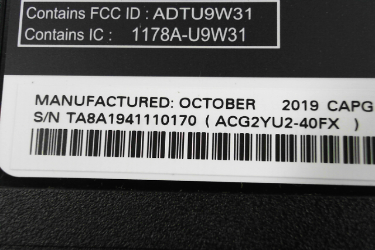 Contains FCC ID : ADTU9W31
Contains IC : 1178A-U9W31
MANUFACTURED: OCTOBER 2019 CAPG
S/N TA8A1941110170 ( ACG2YU2-40FX )